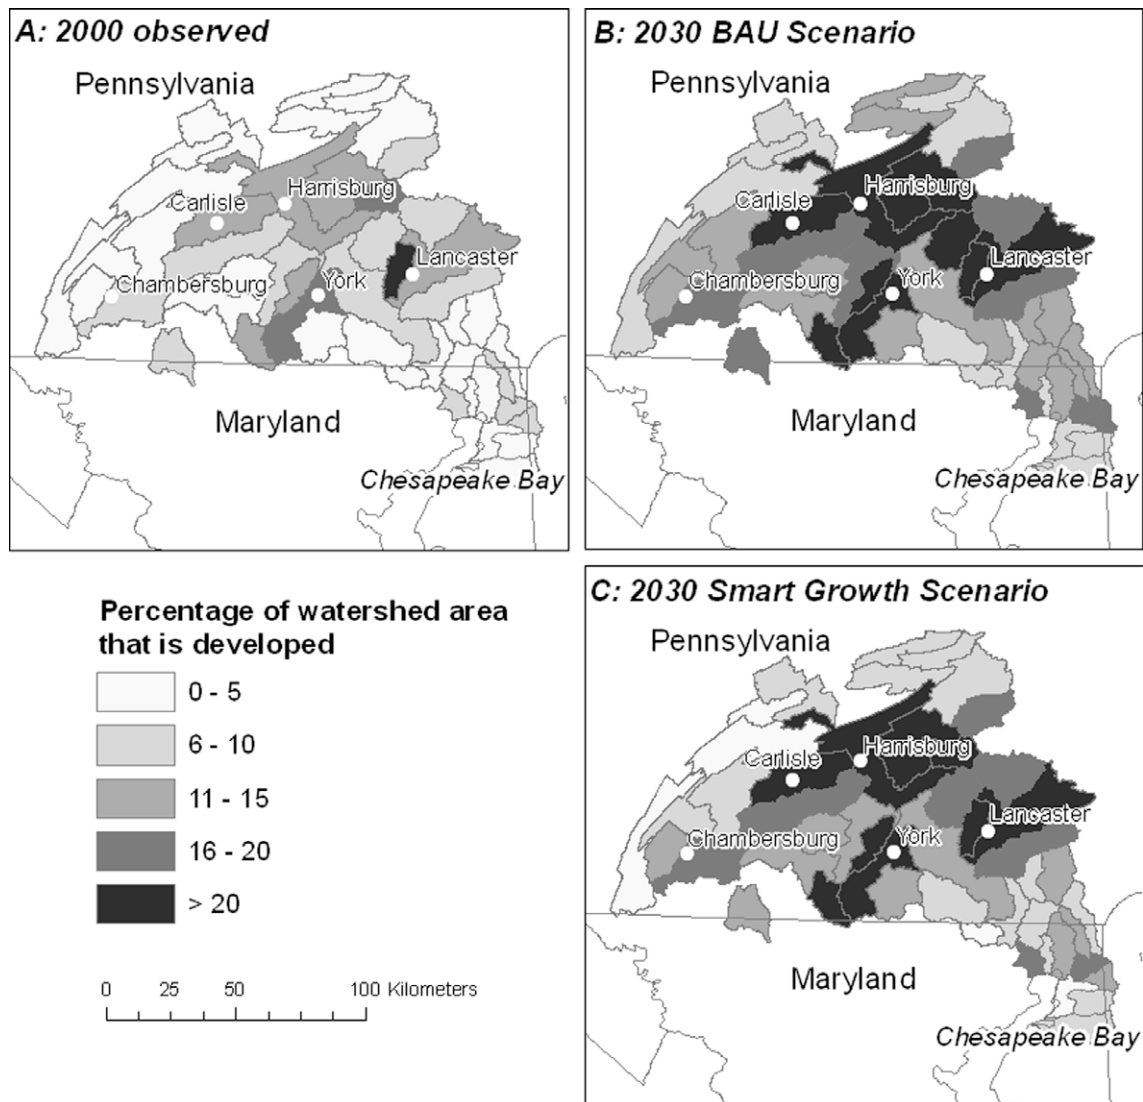 A: 2000 observed
Pennsylvania
Harrisburg
Carlisle
Lancaster
Chambersburg
York
Maryland
Chesapeake Bay
B: 2030 BAU Scenario
Pennsylvania
Harrisburg
Carlisle
Lancaster
Chambersburg
York
Maryland
Chesapeake Bay
Percentage of watershed area
that is developed
0 - 5
6 - 10
11 - 15
16 - 20
> 20
0 25 50 100 Kilometers
C: 2030 Smart Growth Scenario
Pennsylvania
Harrisburg
Carlisle
Lancaster
Chambersburg
York
Maryland
Chesapeake Bay